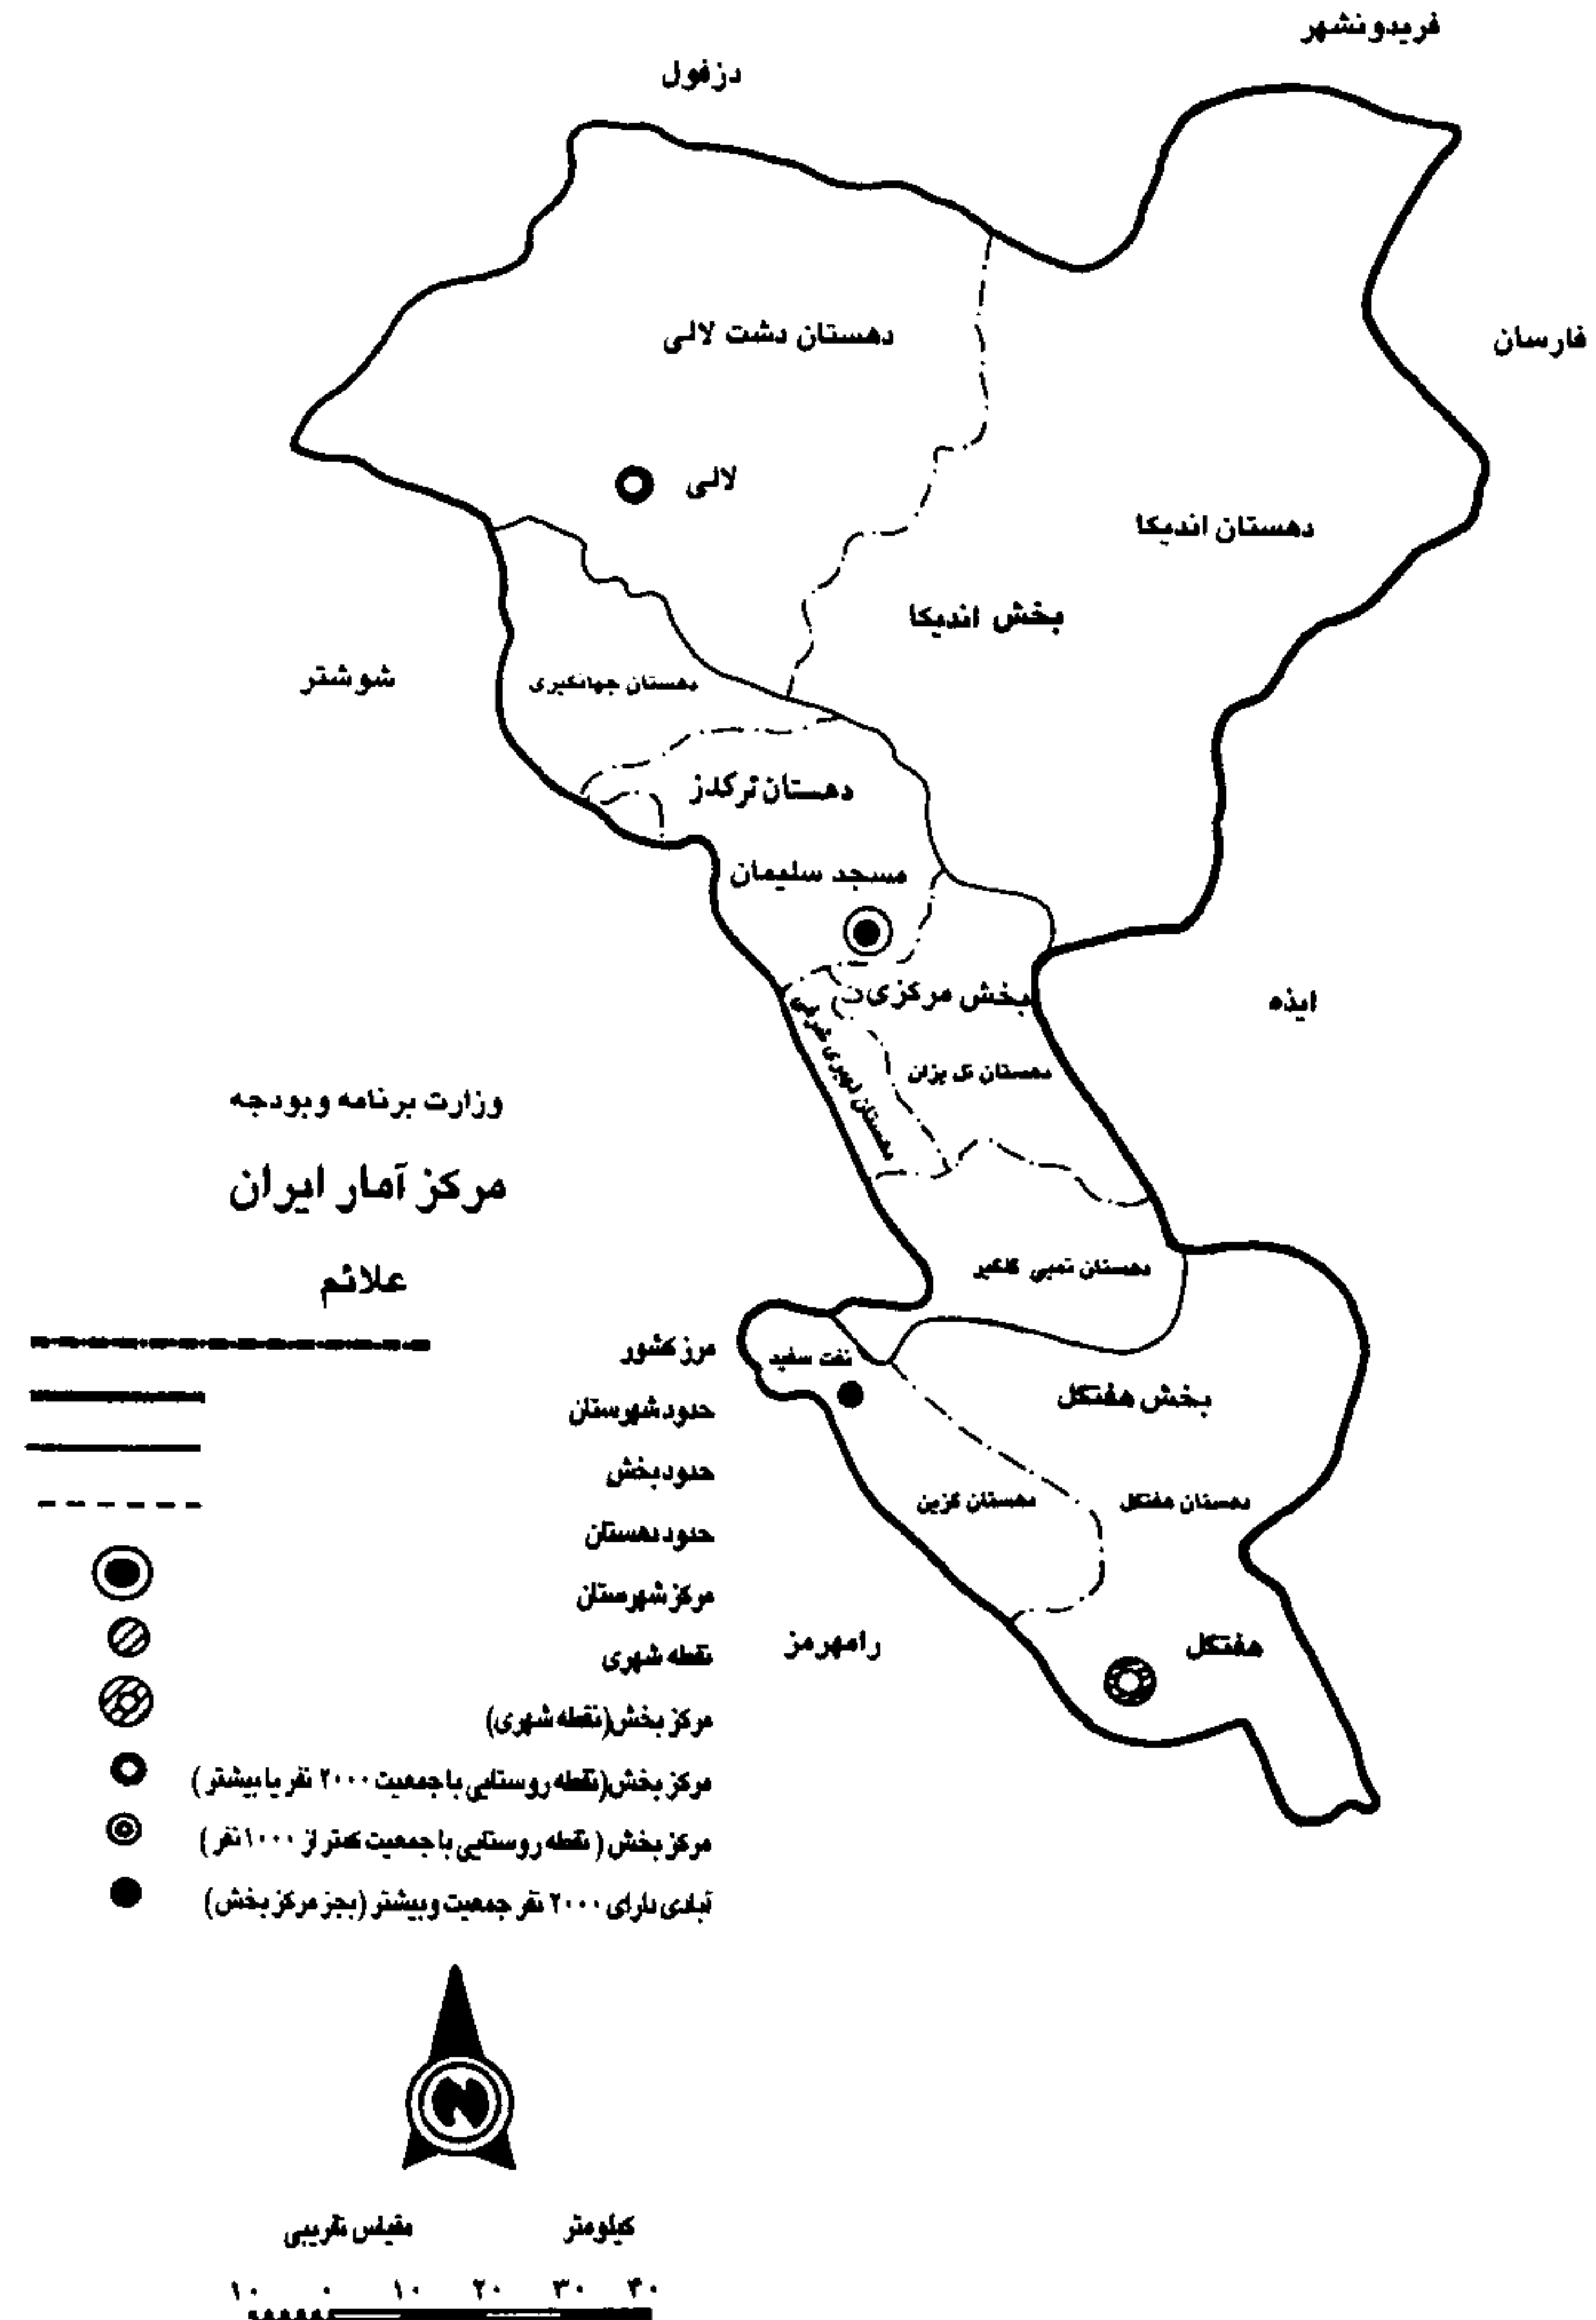 فریدونشهر
دزفول
فارسان
دهستان دشت لالی
لالی
دهستان اندیکا
بخش اندیکا
شوشتر
دهستان جهانگیری
دهستان ترکدز
مسجد سلیمان
بخش مرکزی
ایذه
دهستان تک بزان
وزارت برنامه وبودجه
مرکز آمار ایران
دهستان تمبی گلگیر
علائم
مرز کشور
حدود شهرستان
حدود بخش
حدود دهستان
مرکز شهرستان
نقطه شهری
مرکز بخش (نقطه شهری)
مرکز بخش (نقطه روستایی با جمعیت ۲۰۰۰ نفر یا بیشتر)
مرکز بخش (نقطه روستایی با جمعیت کمتر از ۱۰۰۰ نفر)
آبادی دارای ۲۰۰۰ نفر جمعیت وبیشتر (بجز مرکز بخش)
نفت سفید
بخش هفتکل
دهستان گزین
دهستان هفتکل
رامهرمز
هفتکل
N
مقیاس تقریبی
کیلومتر
۱۰ ۰ ۱۰ ۲۰ ۳۰ ۴۰